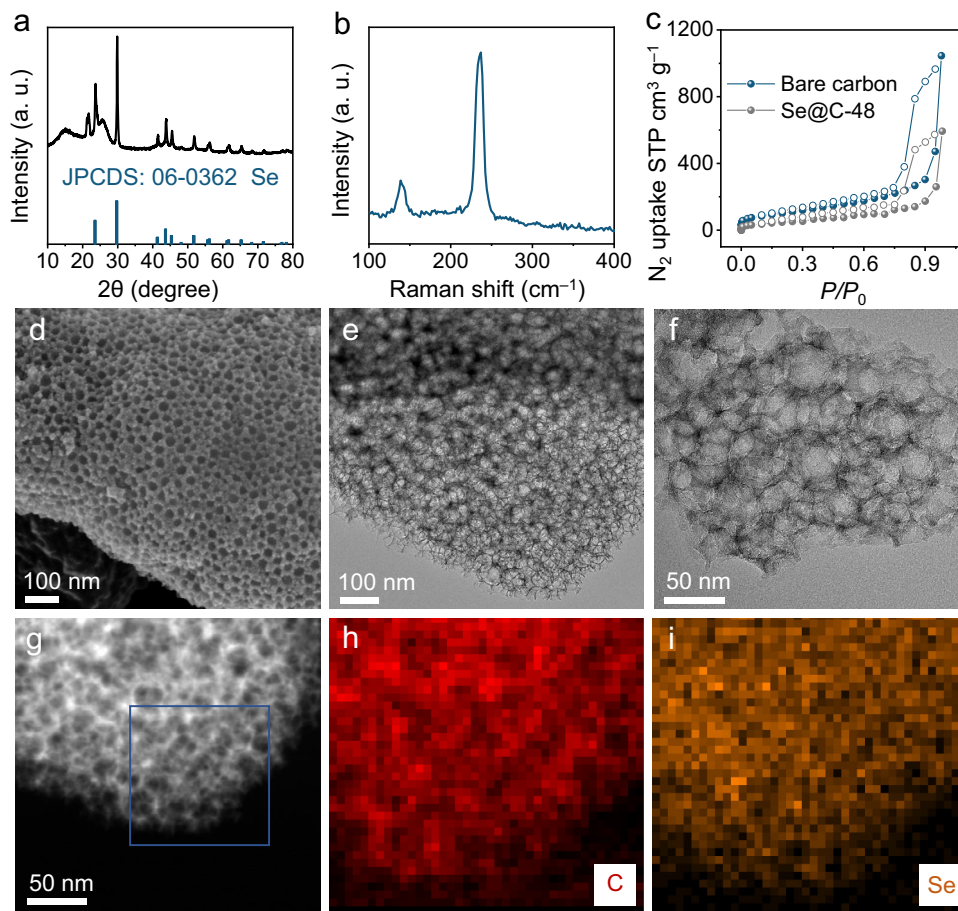 a
Intensity (a. u.)
JPCDS: 06-0362 Se
10 20 30 40 50 60 70 80
2θ (degree)
b
Intensity (a. u.)
100 200 300 400
Raman shift (cm⁻¹)
c
N₂ uptake STP cm³ g⁻¹
1200
800
400
0
Bare carbon
Se@C-48
0.0 0.3 0.6 0.9
P/P₀
d
100 nm
e
100 nm
f
50 nm
g
50 nm
h
C
i
Se